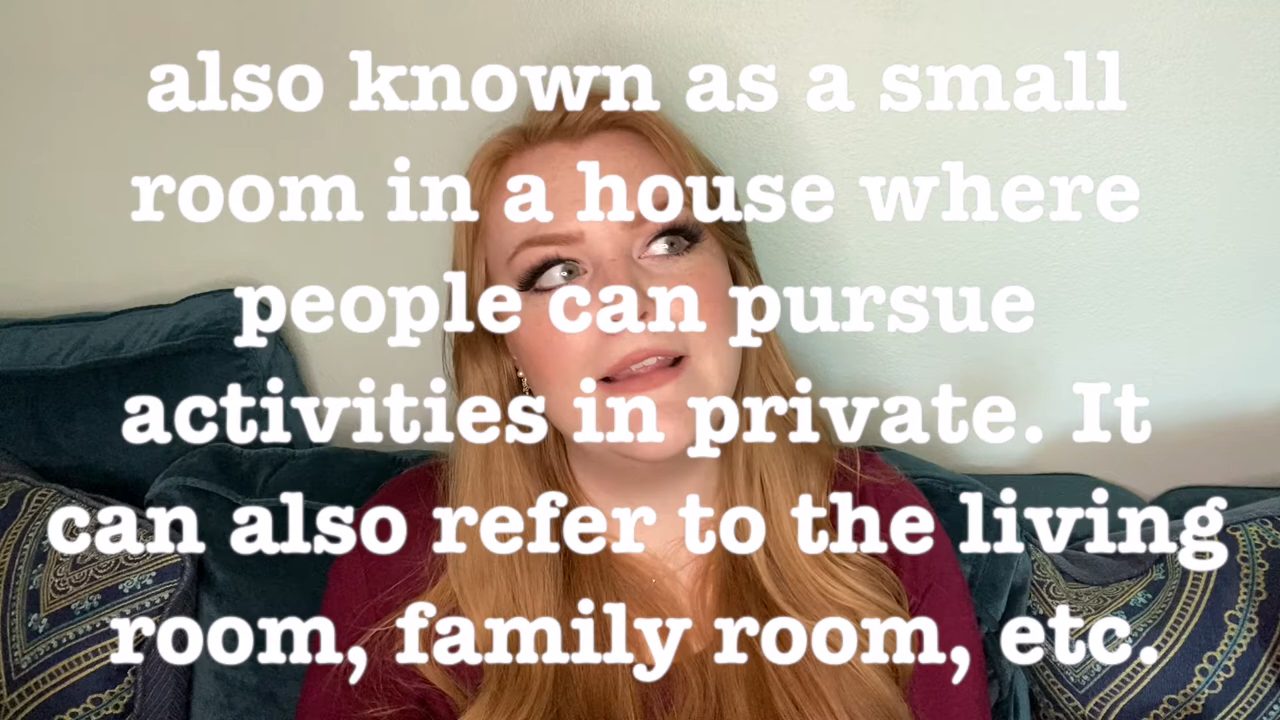 also known as a small
room in a house where
people can pursue
activities in private. It
can also refer to the living
room, family room, etc.